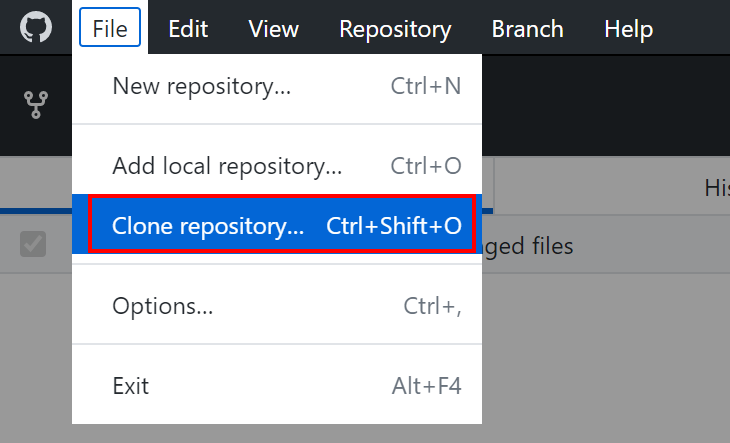 File Edit View Repository Branch Help
New repository... Ctrl+N
Add local repository... Ctrl+O
His
Clone repository... Ctrl+Shift+O
ged files
Options... Ctrl+,
Exit Alt+F4